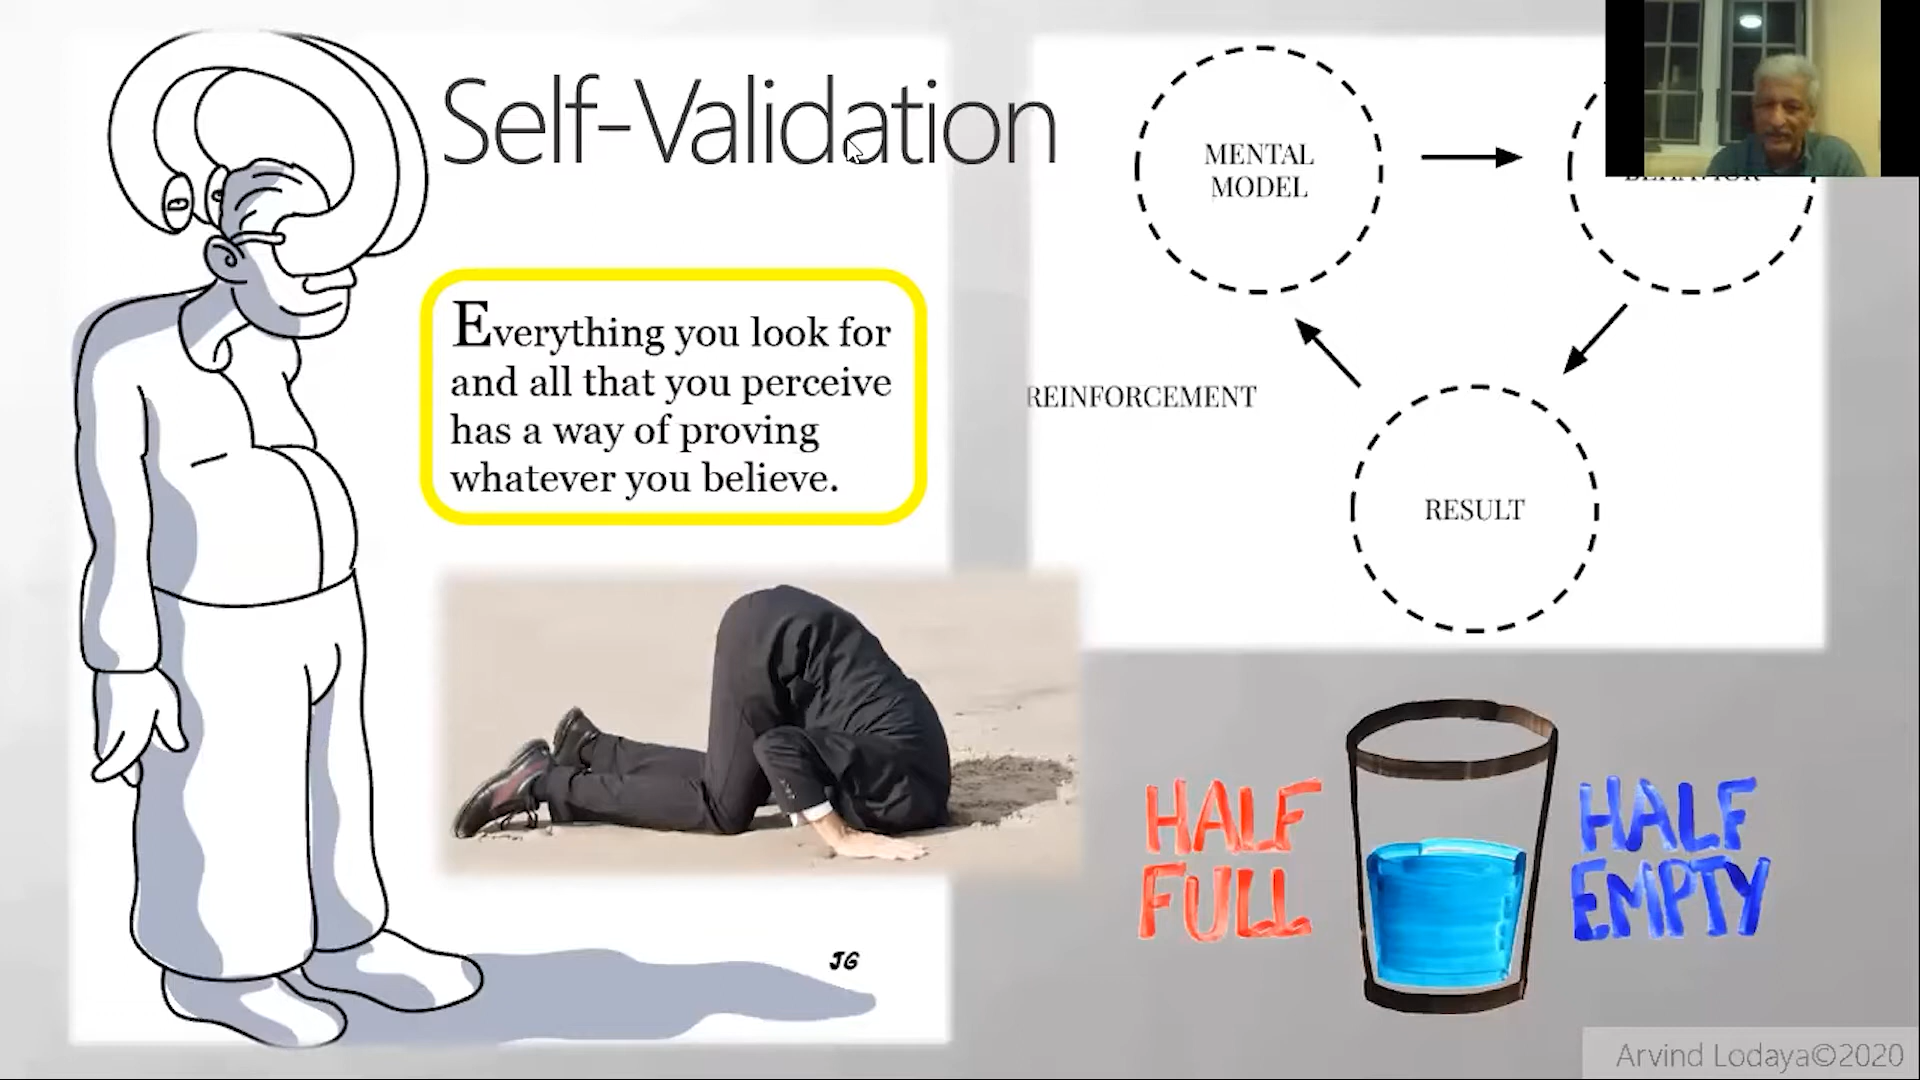 Self-Validation
Everything you look for
and all that you perceive
has a way of proving
whatever you believe.
JG
MENTAL
MODEL
BEHAVIOR
REINFORCEMENT
RESULT
HALF
FULL
HALF
EMPTY
Arvind Lodaya©2020